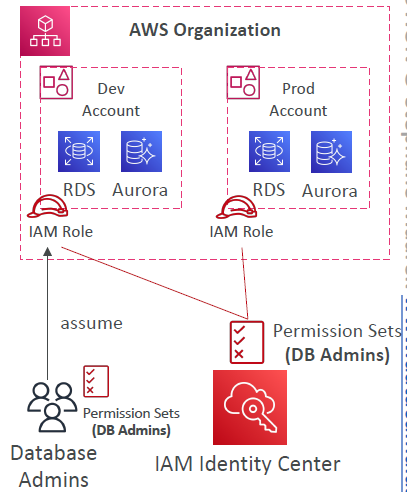 AWS Organization
Dev
Account
Prod
Account
RDS
Aurora
RDS
Aurora
IAM Role
IAM Role
assume
Permission Sets
(DB Admins)
Permission Sets
(DB Admins)
Database
Admins
IAM Identity Center